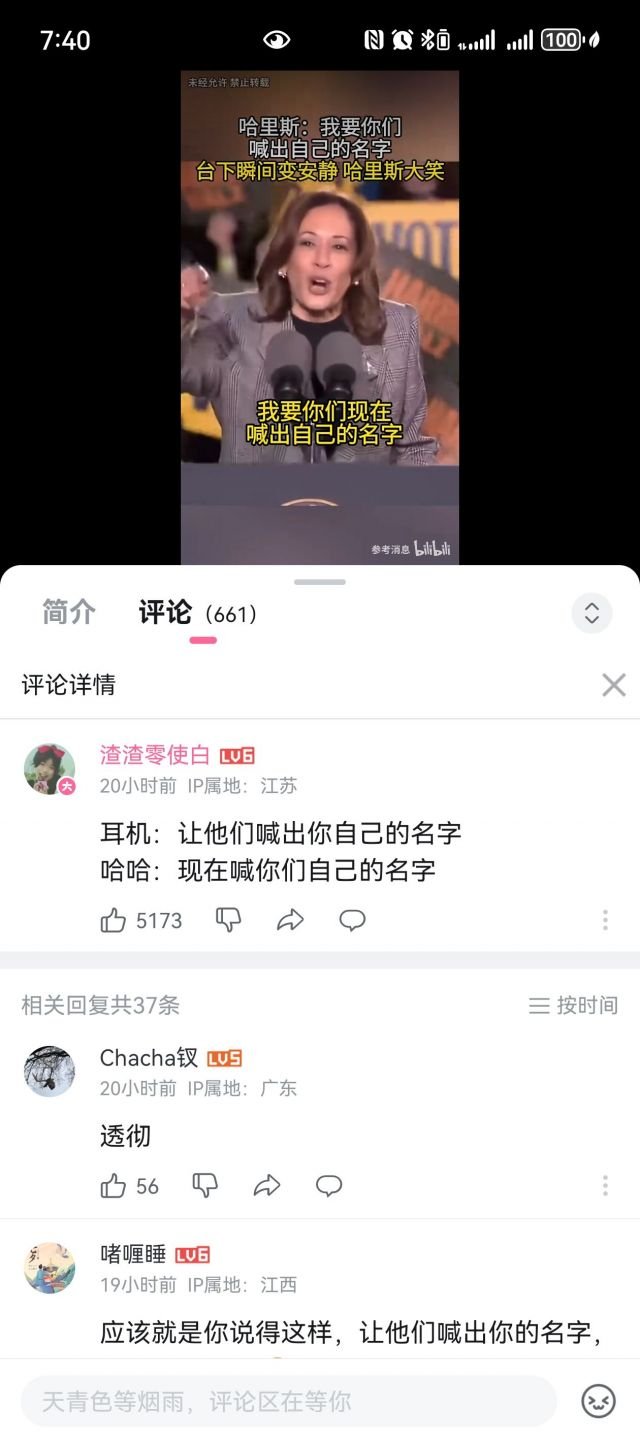 7:40
100
未经允许 禁止转载
哈里斯：我要你们
喊出自己的名字
台下瞬间变安静 哈里斯大笑
我要你们现在
喊出自己的名字
参考消息 bilibili
简介 评论 (661)
评论详情
渣渣零使白 LV6
20小时前 IP属地：江苏
耳机：让他们喊出你自己的名字
哈哈：现在喊你们自己的名字
5173
相关回复共37条 按时间
Chacha钗 LV5
20小时前 IP属地：广东
透彻
56
啫喱睡 LV6
19小时前 IP属地：江西
应该就是你说得这样，让他们喊出你的名字，
天青色等烟雨，评论区在等你